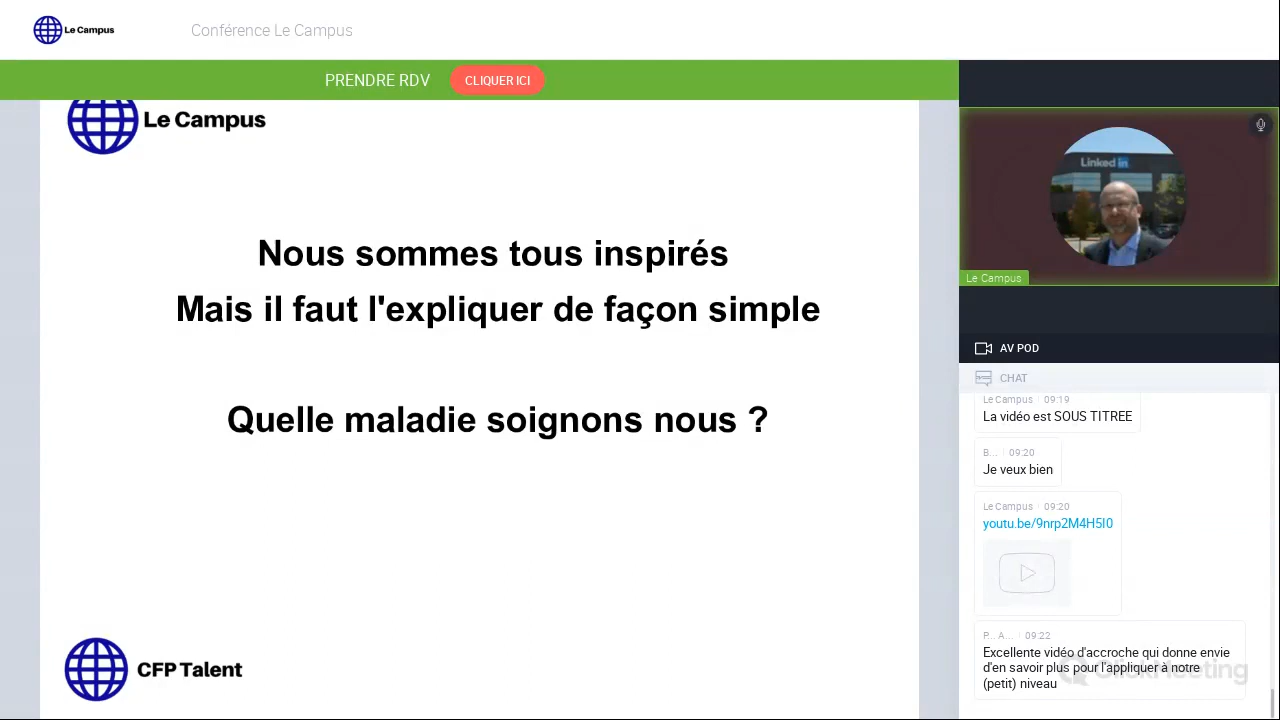 Le Campus
Conférence Le Campus
PRENDRE RDV
CLIQUER ICI
Le Campus
Nous sommes tous inspirés
Mais il faut l'expliquer de façon simple
Quelle maladie soignons nous ?
CFP Talent
Linked in
Le Campus
AV POD
CHAT
Le Campus 09:19
La vidéo est SOUS TITREE
B... 09:20
Je veux bien
Le Campus 09:20
youtu.be/9nrp2M4H5I0
P... A... 09:22
Excellente vidéo d'accroche qui donne envie
d'en savoir plus pour l'appliquer à notre
(petit) niveau
ClickMeeting